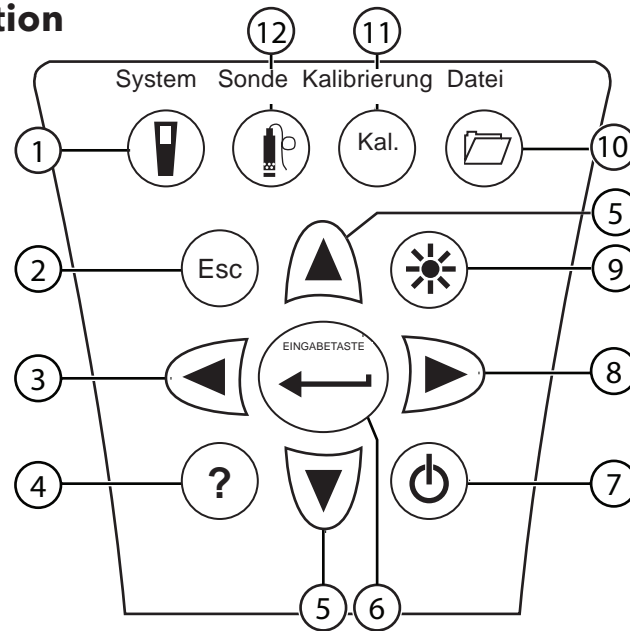 tion
12 11
System Sonde Kalibrierung Datei
1 Kal. 10
5
2 Esc 9
EINGABETASTE
3 8
4 ? 7
5 6